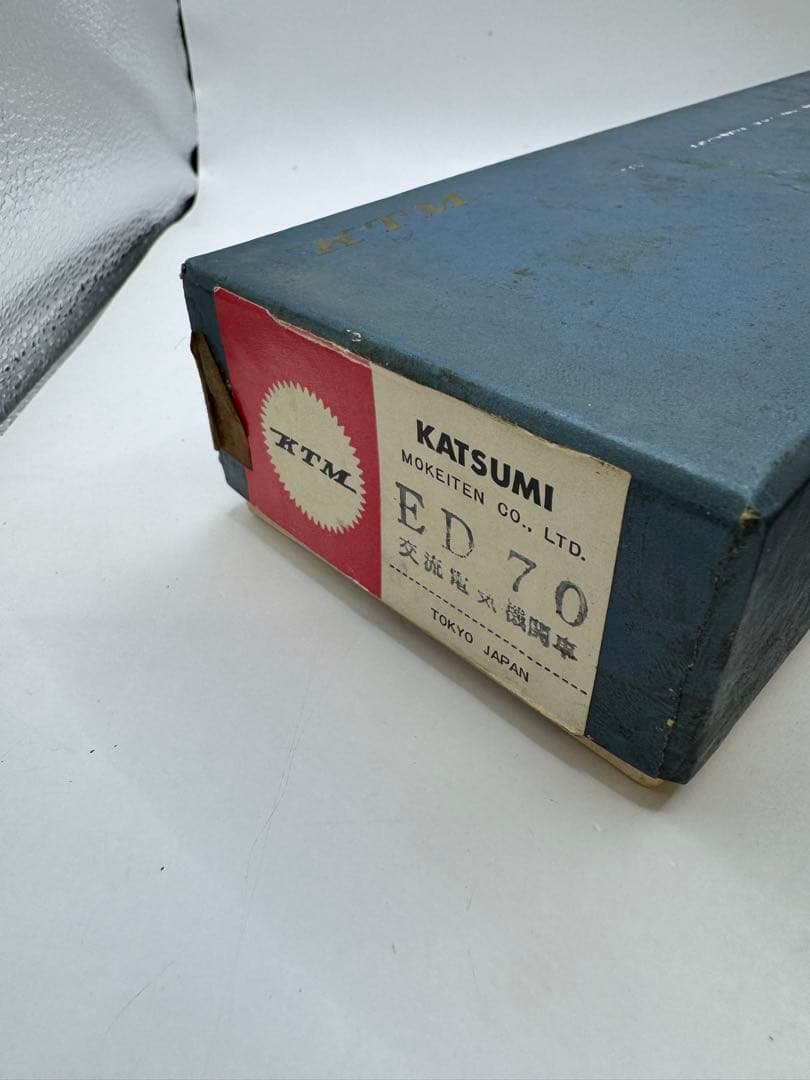 KTM
KTM
KATSUMI
MOKEITEN CO., LTD.
ED 70
交流電気機関車
TOKYO JAPAN